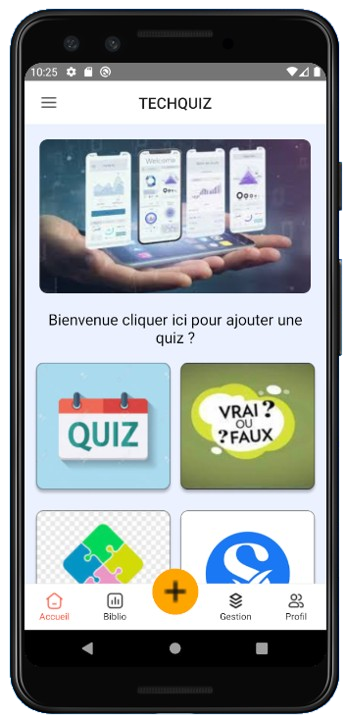 10:25
TECHQUIZ
Welcome
Bienvenue cliquer ici pour ajouter une
quiz ?
QUIZ
VRAI ?
OU
? FAUX
Accueil
Biblio
Gestion
Profil